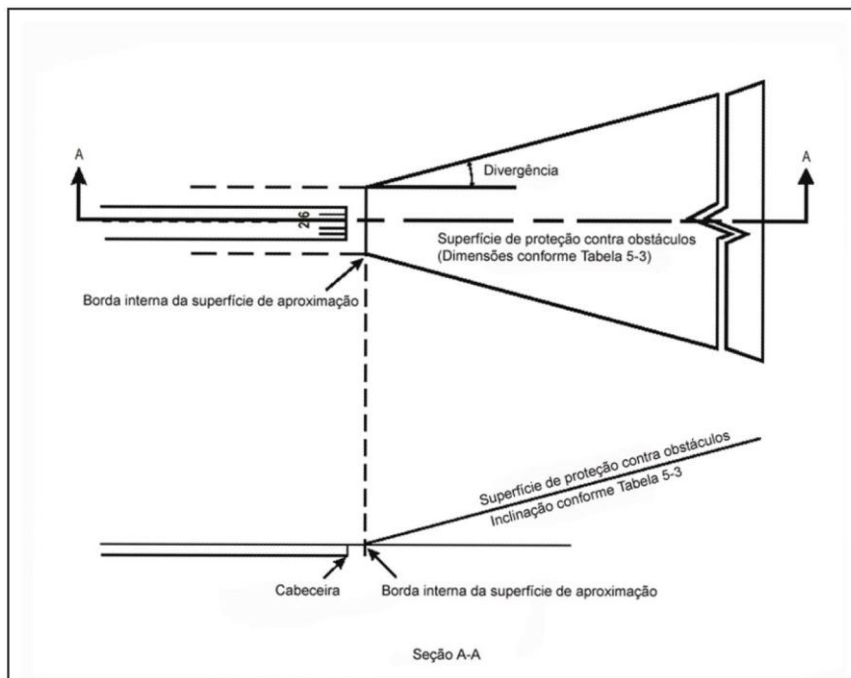 A
A
Divergência
26
Superfície de proteção contra obstáculos
(Dimensões conforme Tabela 5-3)
Borda interna da superfície de aproximação
Superfície de proteção contra obstáculos
Inclinação conforme Tabela 5-3
Cabeceira
Borda interna da superfície de aproximação
Seção A-A